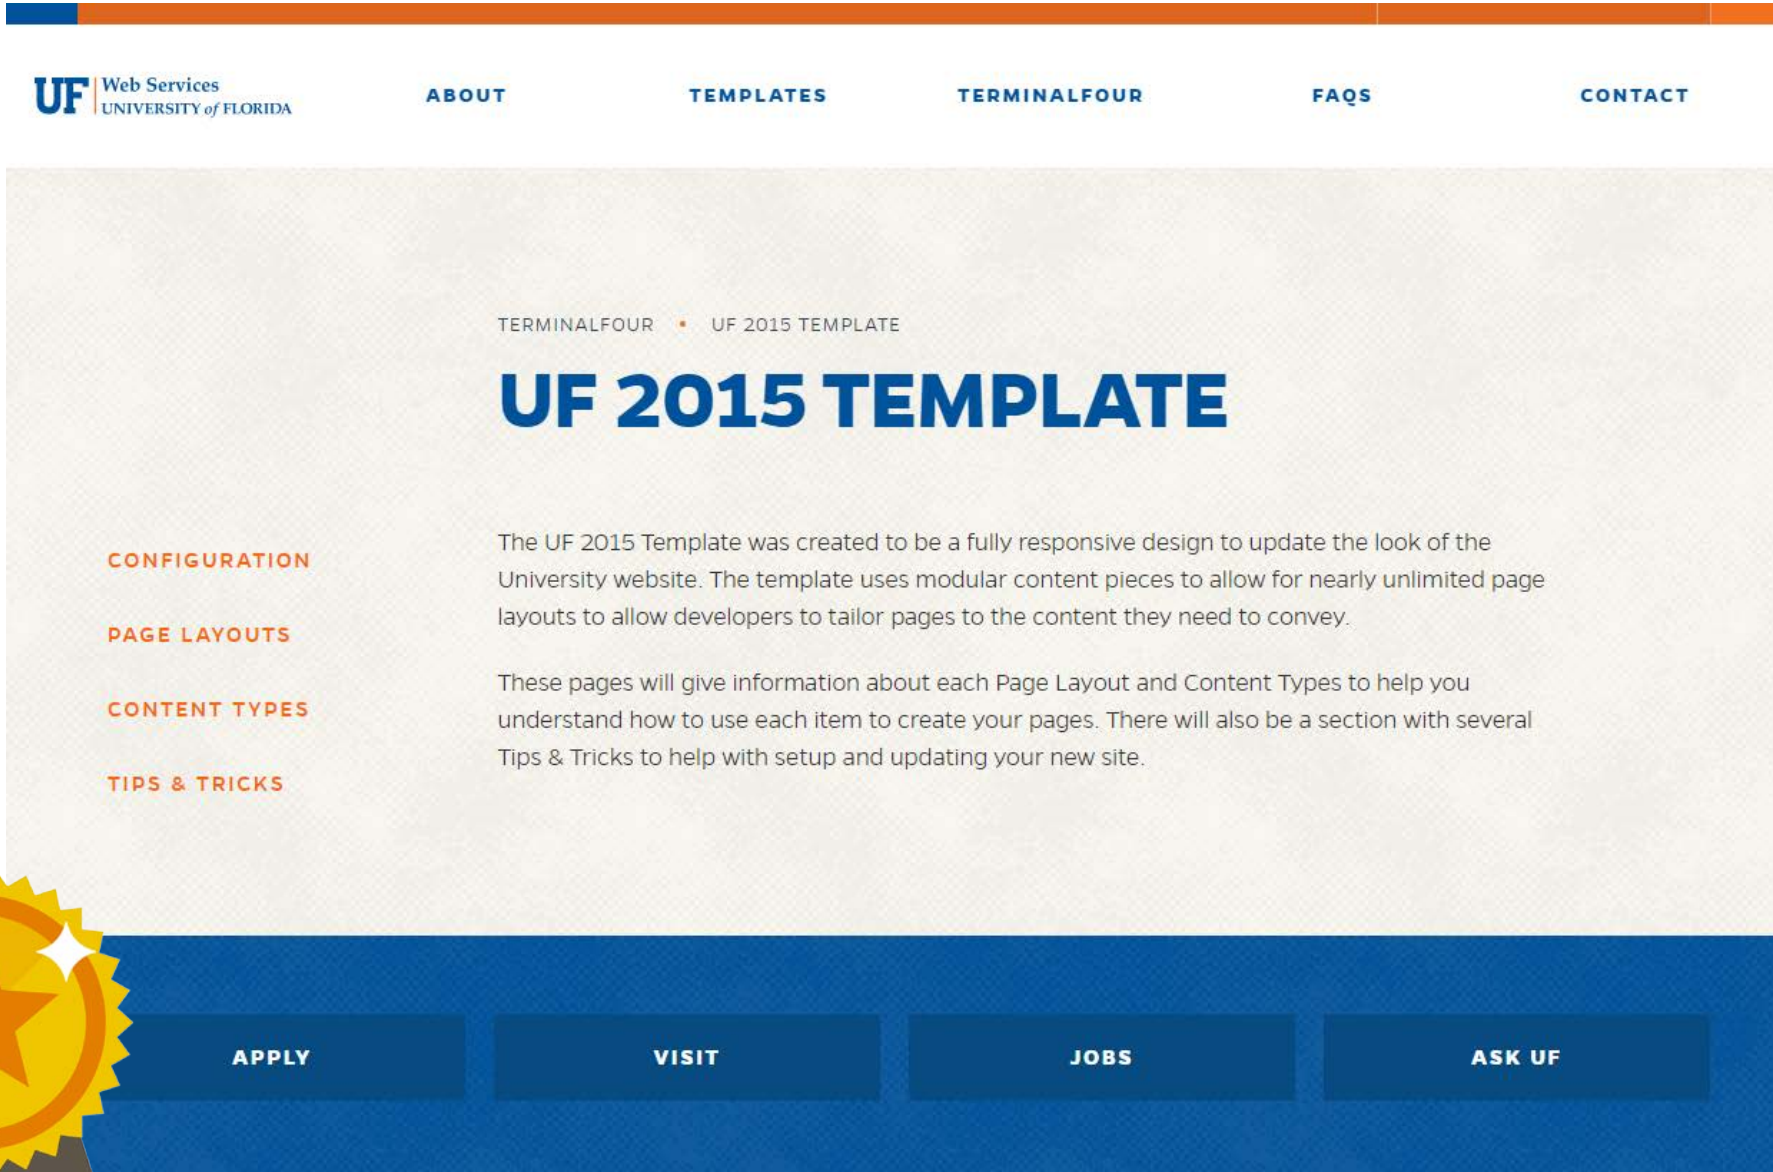 UF Web Services
UNIVERSITY of FLORIDA
ABOUT
TEMPLATES
TERMINALFOUR
FAQS
CONTACT
TERMINALFOUR • UF 2015 TEMPLATE
UF 2015 TEMPLATE
CONFIGURATION
PAGE LAYOUTS
CONTENT TYPES
TIPS & TRICKS
The UF 2015 Template was created to be a fully responsive design to update the look of the
University website. The template uses modular content pieces to allow for nearly unlimited page
layouts to allow developers to tailor pages to the content they need to convey.
These pages will give information about each Page Layout and Content Types to help you
understand how to use each item to create your pages. There will also be a section with several
Tips & Tricks to help with setup and updating your new site.
APPLY
VISIT
JOBS
ASK UF